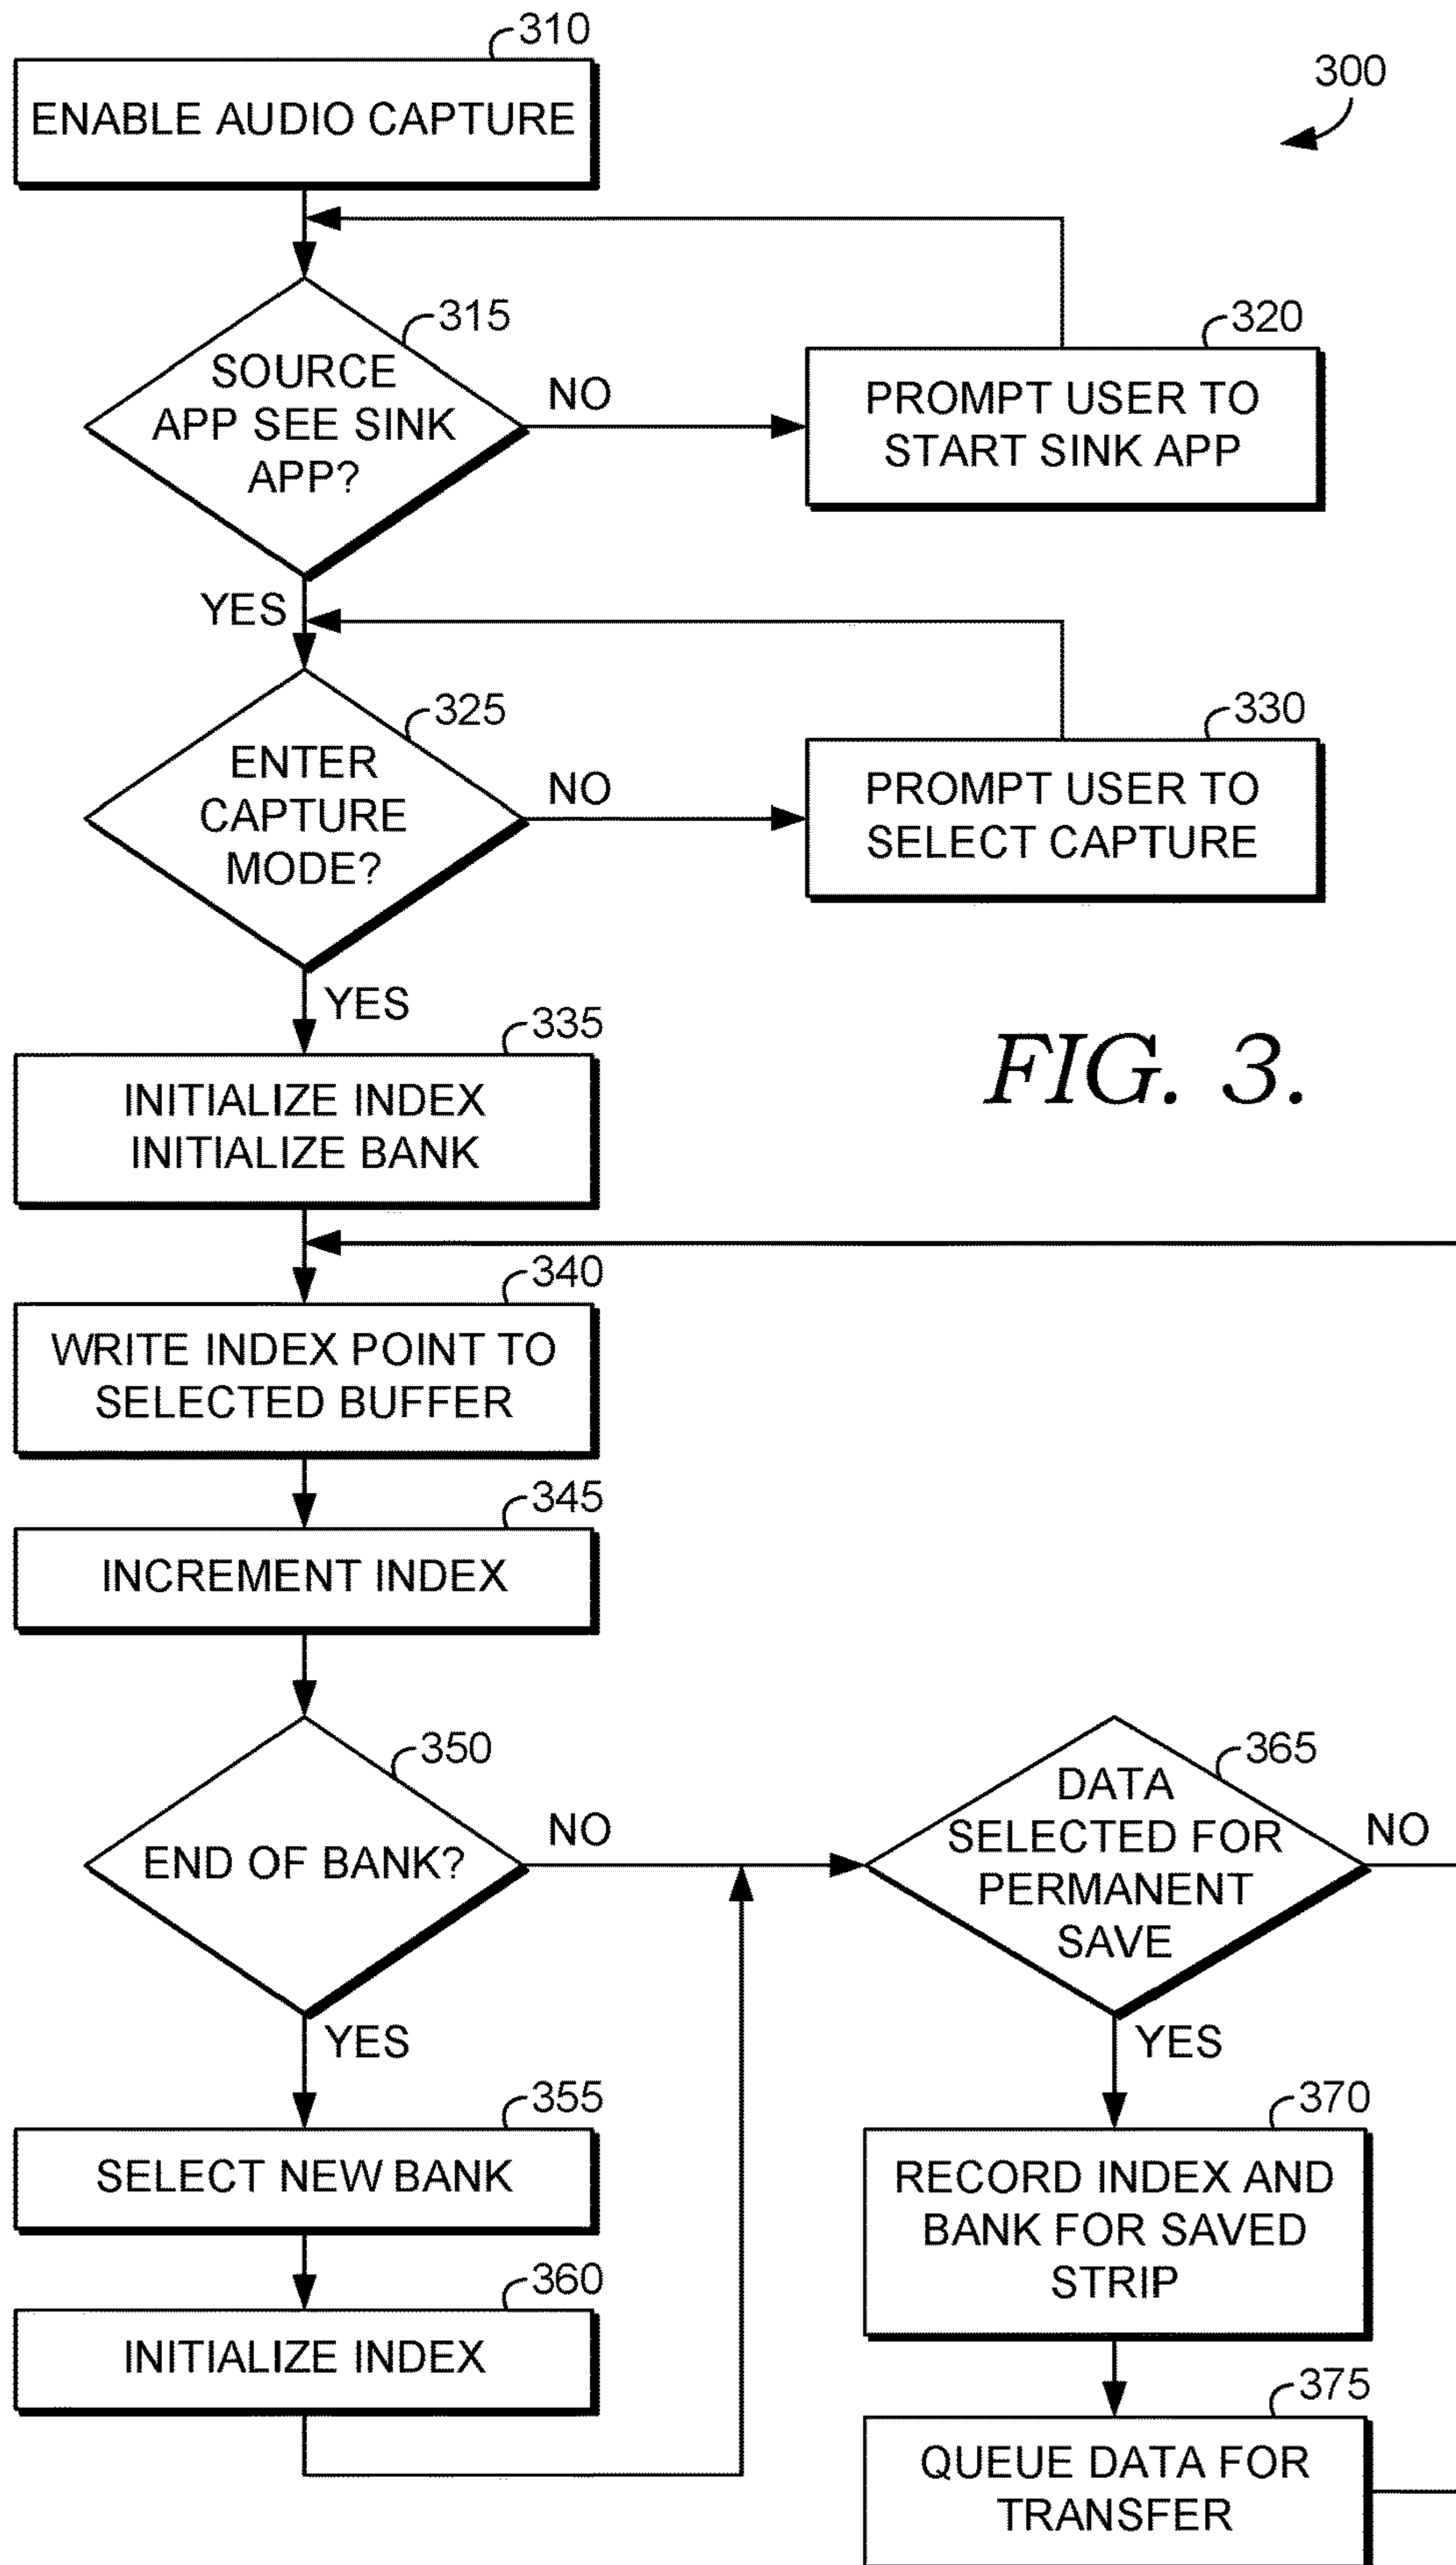 310
ENABLE AUDIO CAPTURE
300
315
SOURCE
APP SEE SINK
APP?
NO
320
PROMPT USER TO
START SINK APP
YES
325
ENTER
CAPTURE
MODE?
NO
330
PROMPT USER TO
SELECT CAPTURE
YES
335
INITIALIZE INDEX
INITIALIZE BANK
FIG. 3.
340
WRITE INDEX POINT TO
SELECTED BUFFER
345
INCREMENT INDEX
350
END OF BANK?
NO
365
DATA
SELECTED FOR
PERMANENT
SAVE
NO
YES
355
SELECT NEW BANK
360
INITIALIZE INDEX
YES
370
RECORD INDEX AND
BANK FOR SAVED
STRIP
375
QUEUE DATA FOR
TRANSFER